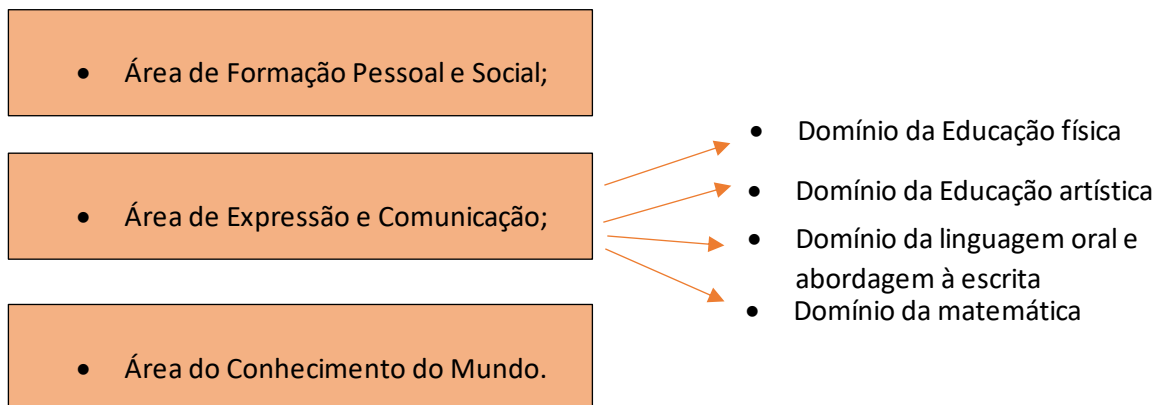 • Área de Formação Pessoal e Social;
• Área de Expressão e Comunicação;
• Área do Conhecimento do Mundo.
• Domínio da Educação física
• Domínio da Educação artística
• Domínio da linguagem oral e
abordagem à escrita
• Domínio da matemática